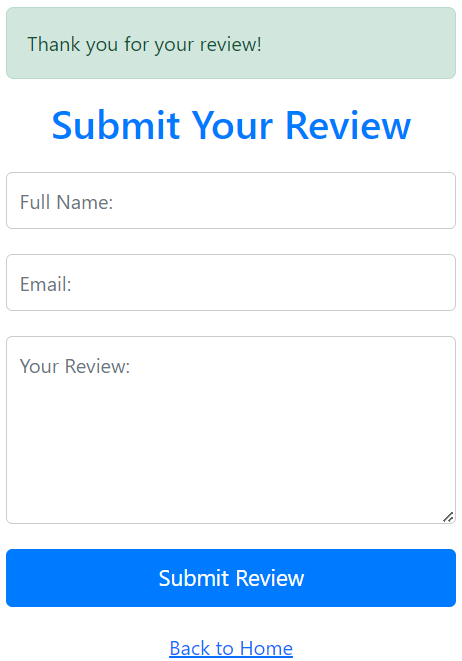 Thank you for your review!
Submit Your Review
Full Name:
Email:
Your Review:
Submit Review
Back to Home